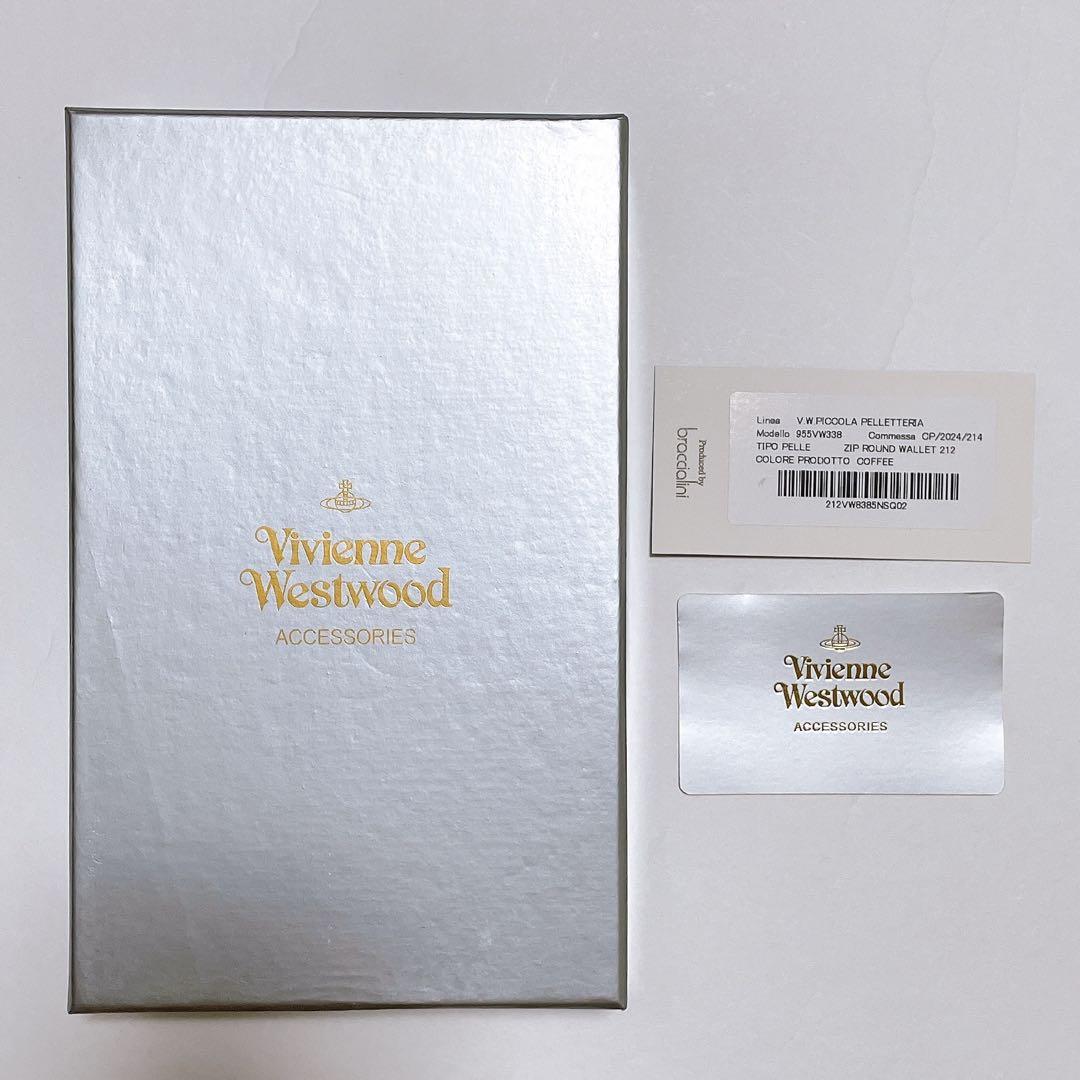 Vivienne
Westwood
ACCESSORIES
Produced by
braccialini
Linea V.W.PICCOLA PELLETTERIA
Modello 955VW338 Commessa CP/2024/214
TIPO PELLE ZIP ROUND WALLET 212
COLORE PRODOTTO COFFEE
212VW8385NSQ02
Vivienne
Westwood
ACCESSORIES